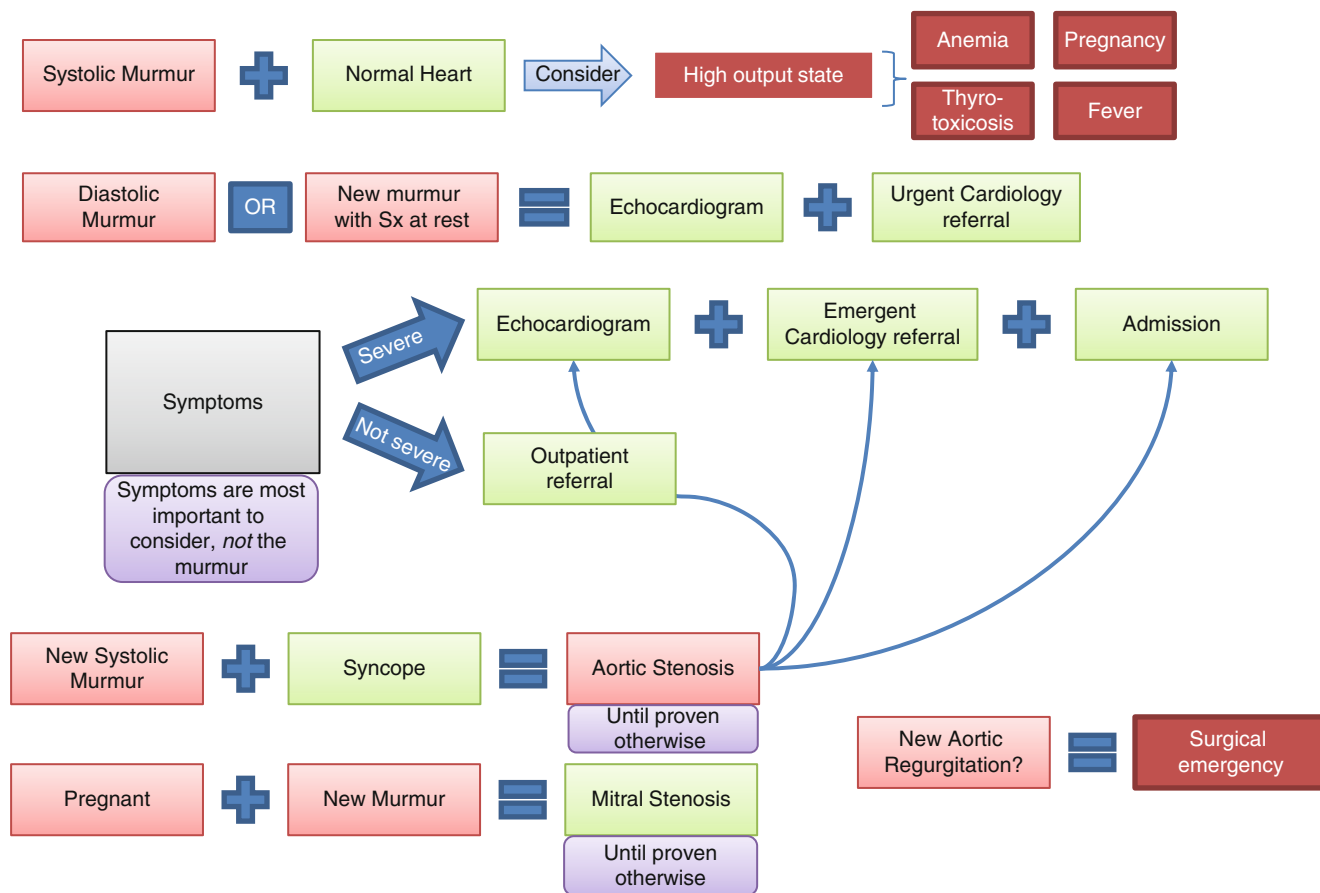 Systolic Murmur
Normal Heart
Consider
High output state
Anemia
Pregnancy
Thyro-
toxicosis
Fever
Diastolic
Murmur
OR
New murmur
with Sx at rest
Echocardiogram
Urgent Cardiology
referral
Symptoms
Symptoms are most
important to
consider, not the
murmur
Severe
Echocardiogram
Emergent
Cardiology referral
Admission
Not severe
Outpatient
referral
New Systolic
Murmur
Syncope
Aortic Stenosis
Until proven
otherwise
New Aortic
Regurgitation?
Surgical
emergency
Pregnant
New Murmur
Mitral Stenosis
Until proven
otherwise